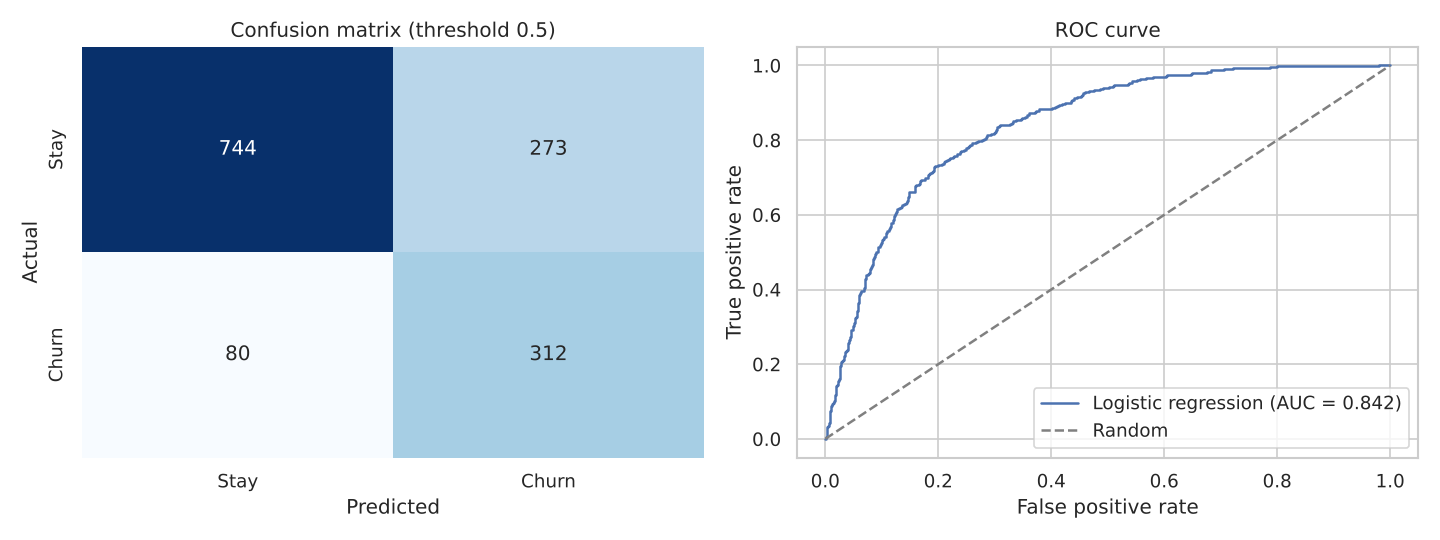 Confusion matrix (threshold 0.5)
Actual
Stay
744
273
Churn
80
312
Stay
Churn
Predicted
ROC curve
True positive rate
1.0
0.8
0.6
0.4
0.2
0.0
Logistic regression (AUC = 0.842)
Random
0.0
0.2
0.4
0.6
0.8
1.0
False positive rate